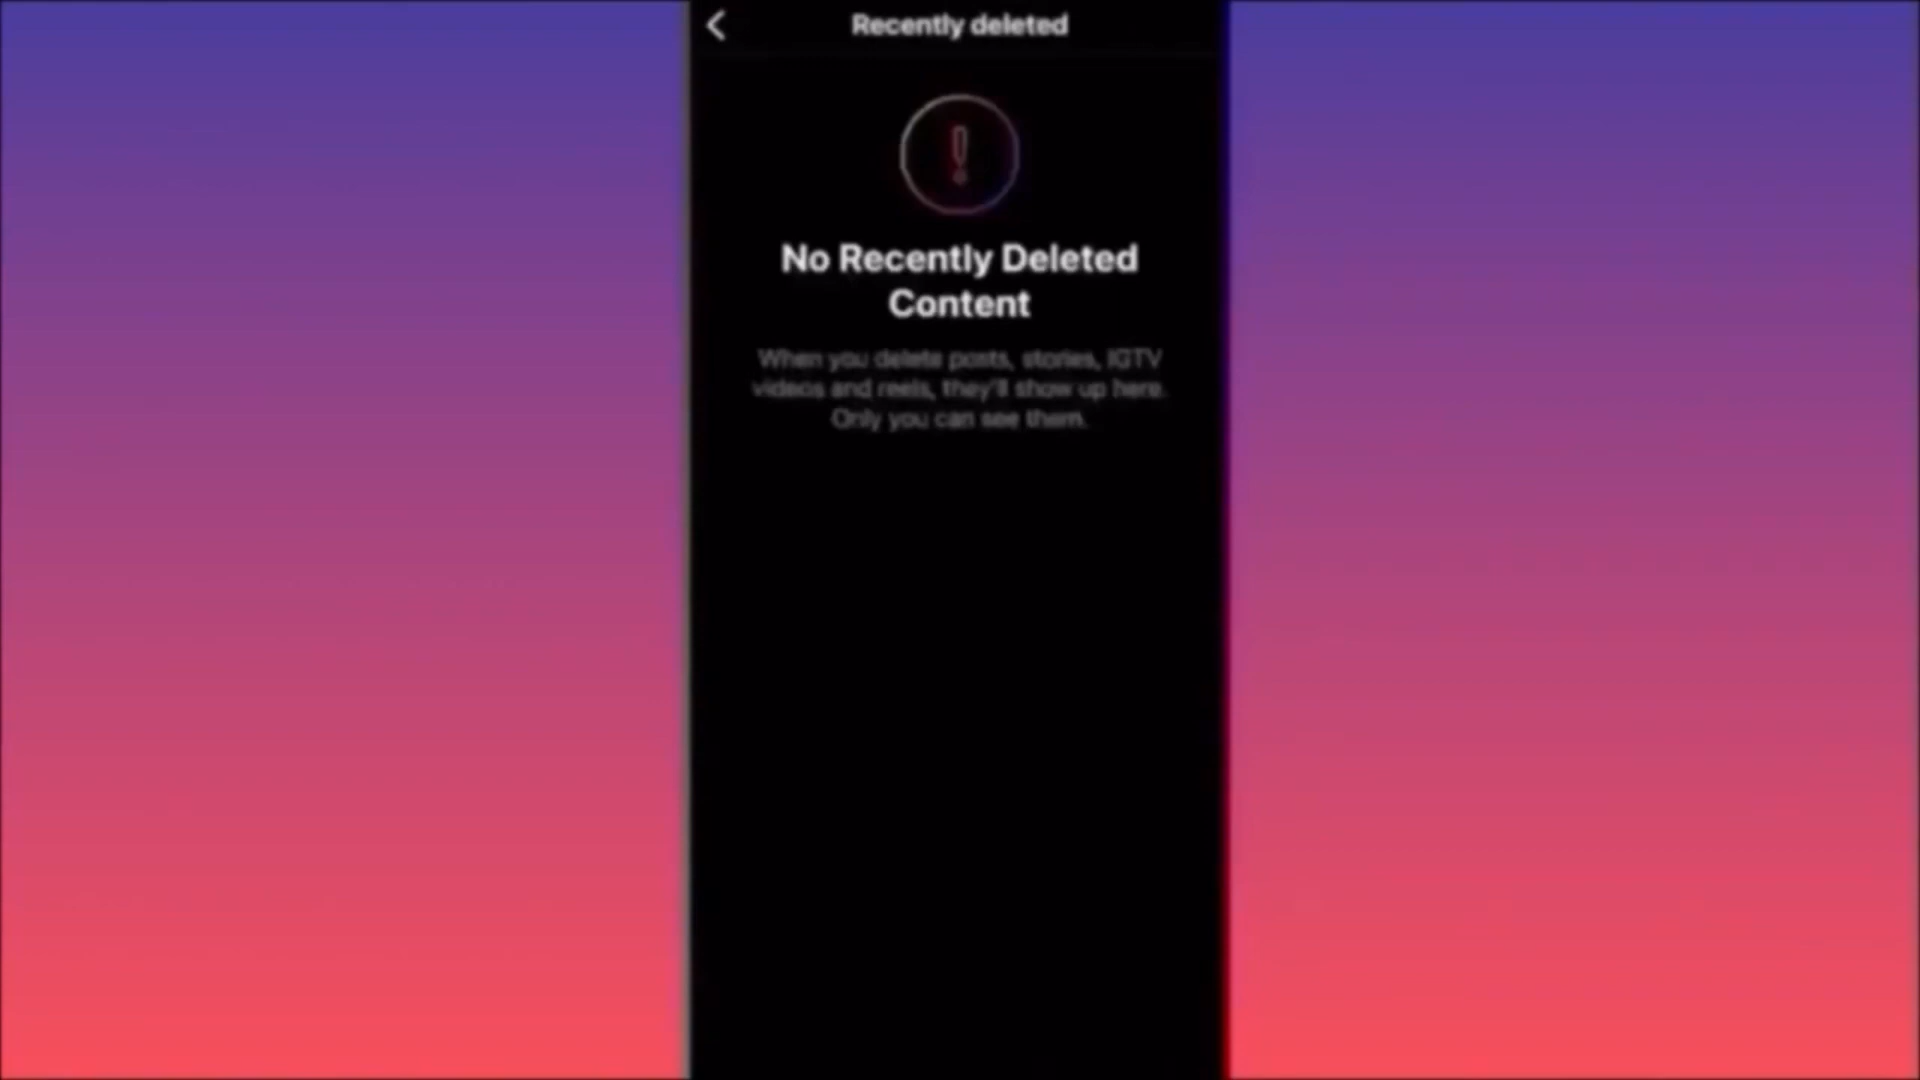 Recently deleted
No Recently Deleted
Content
When you delete posts, stories, IGTV
videos and reels, they'll show up here.
Only you can see them.